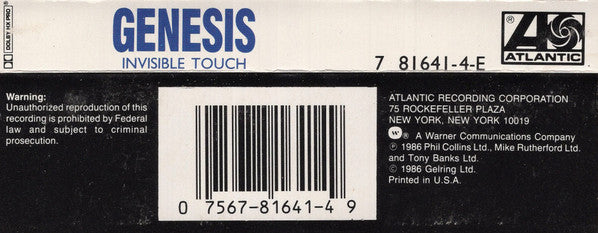 DOLBY HX PRO
GENESIS
INVISIBLE TOUCH
7 81641-4-E
®
ATLANTIC
Warning:
Unauthorized reproduction of this
recording is prohibited by Federal
law and subject to criminal
prosecution.
0 7567-81641-4 9
ATLANTIC RECORDING CORPORATION
75 ROCKEFELLER PLAZA
NEW YORK, NEW YORK 10019
® A Warner Communications Company
℗ 1986 Phil Collins Ltd., Mike Rutherford Ltd.
and Tony Banks Ltd.
© 1986 Gelring Ltd.
Printed in U.S.A.